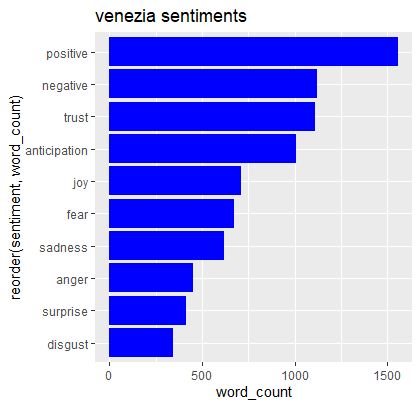 venezia sentiments
reorder(sentiment, word_count)
positive
negative
trust
anticipation
joy
fear
sadness
anger
surprise
disgust
0 500 1000 1500
word_count